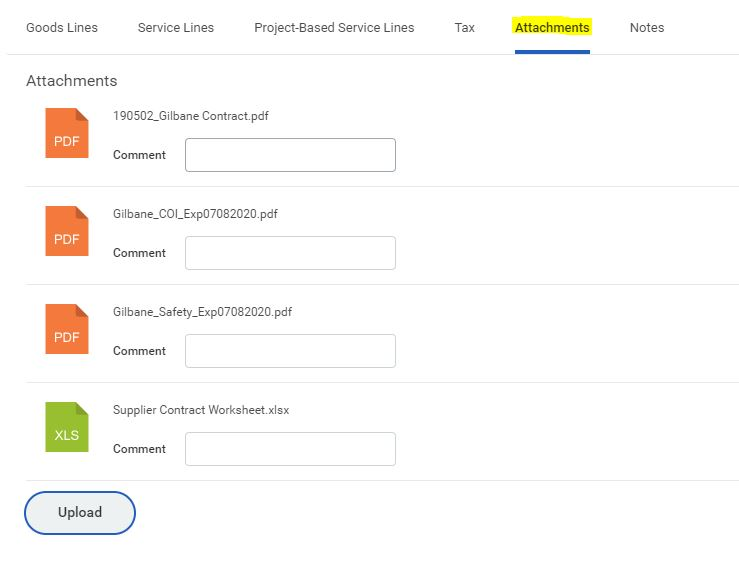 Goods Lines Service Lines Project-Based Service Lines Tax Attachments Notes
Attachments
190502_Gilbane Contract.pdf
PDF
Comment
Gilbane_COI_Exp07082020.pdf
PDF
Comment
Gilbane_Safety_Exp07082020.pdf
PDF
Comment
Supplier Contract Worksheet.xlsx
XLS
Comment
Upload